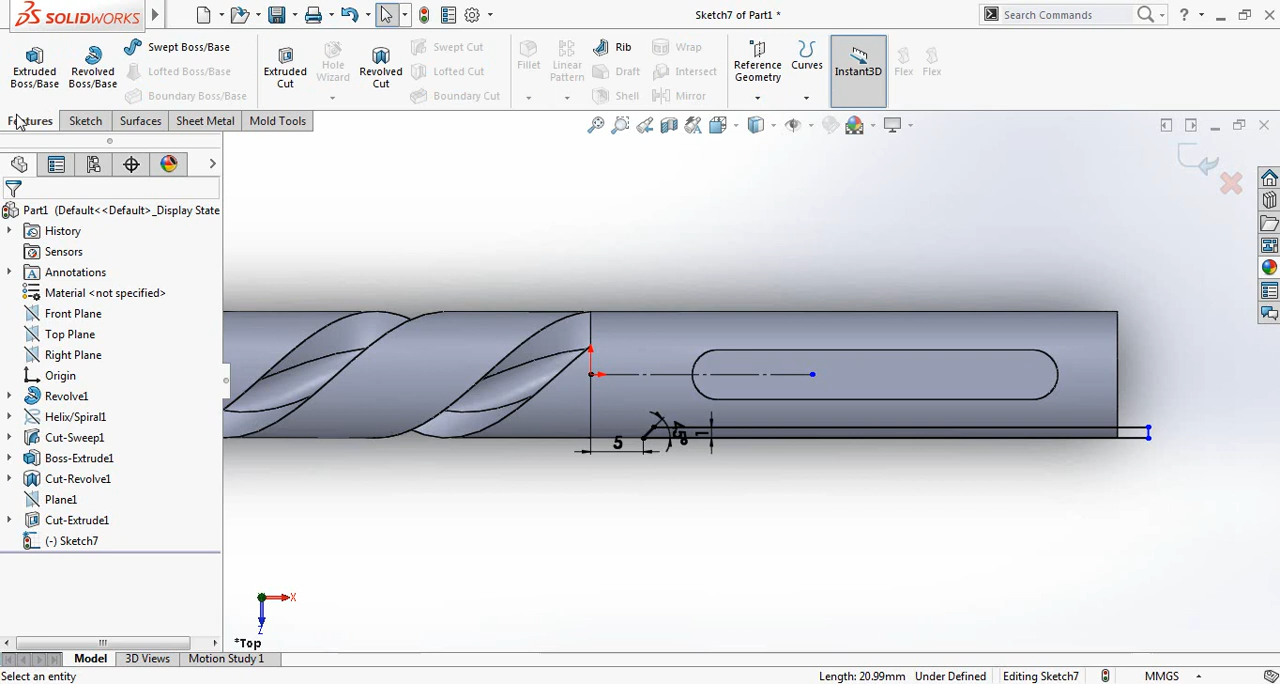 SOLIDWORKS
Sketch7 of Part1 *
Search Commands
?
Extruded
Boss/Base
Revolved
Boss/Base
Swept Boss/Base
Lofted Boss/Base
Boundary Boss/Base
Extruded
Cut
Hole
Wizard
Revolved
Cut
Swept Cut
Lofted Cut
Boundary Cut
Fillet
Linear
Pattern
Rib
Draft
Shell
Wrap
Intersect
Mirror
Reference
Geometry
Curves
Instant3D
Flex
Flex
Features
Sketch
Surfaces
Sheet Metal
Mold Tools
Part1 (Default<<Default>_Display State
History
Sensors
Annotations
Material <not specified>
Front Plane
Top Plane
Right Plane
Origin
Revolve1
Helix/Spiral1
Cut-Sweep1
Boss-Extrude1
Cut-Revolve1
Plane1
Cut-Extrude1
(-) Sketch7
5
45°
1
X
Z
*Top
Model
3D Views
Motion Study 1
Select an entity
Length: 20.99mm
Under Defined
Editing Sketch7
MMGS